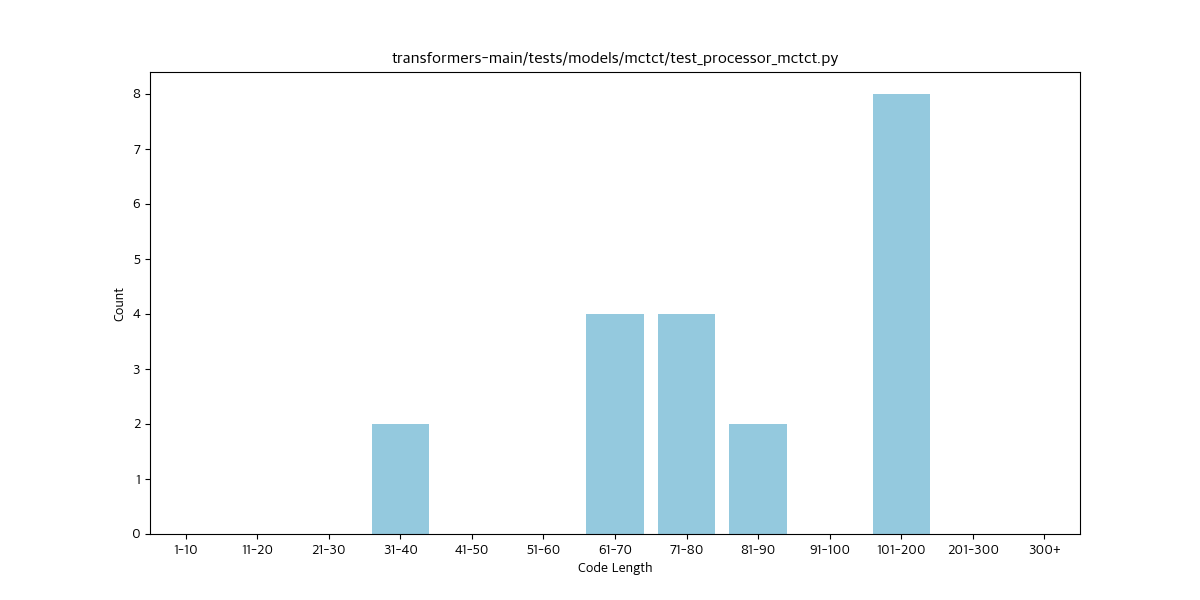 transformers-main/tests/models/mctct/test_processor_mctct.py
8
7
6
5
4
3
2
1
0
Count
1-10 11-20 21-30 31-40 41-50 51-60 61-70 71-80 81-90 91-100 101-200 201-300 300+
Code Length